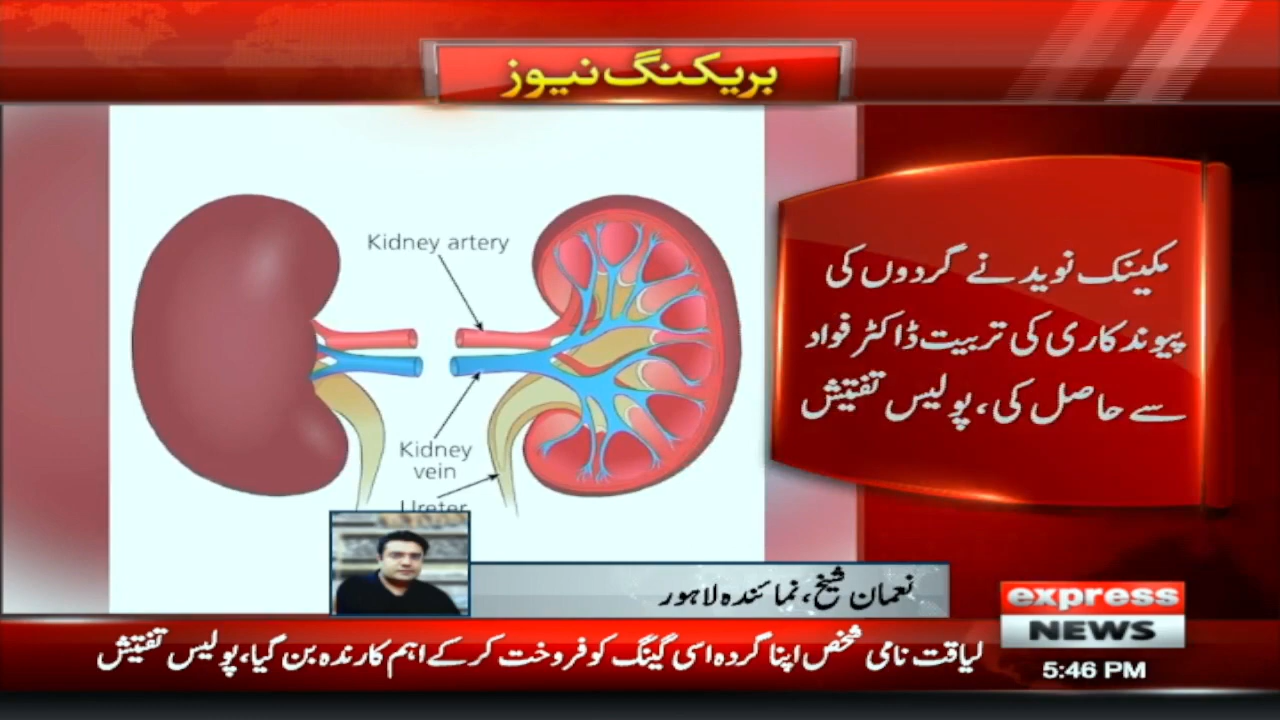 بریکنگ نیوز
Kidney artery
Kidney
vein
Ureter
مکینک نوید نے گردوں کی
پیوندکاری کی تربیت ڈاکٹر فواد
سے حاصل کی، پولیس تفتیش
نعمان شیخ، نمائندہ لاہور
express
NEWS
لیاقت نامی شخص اپنا گردہ اسی گینگ کو فروخت کر کے اہم کارندہ بن گیا، پولیس تفتیش
5:46 PM